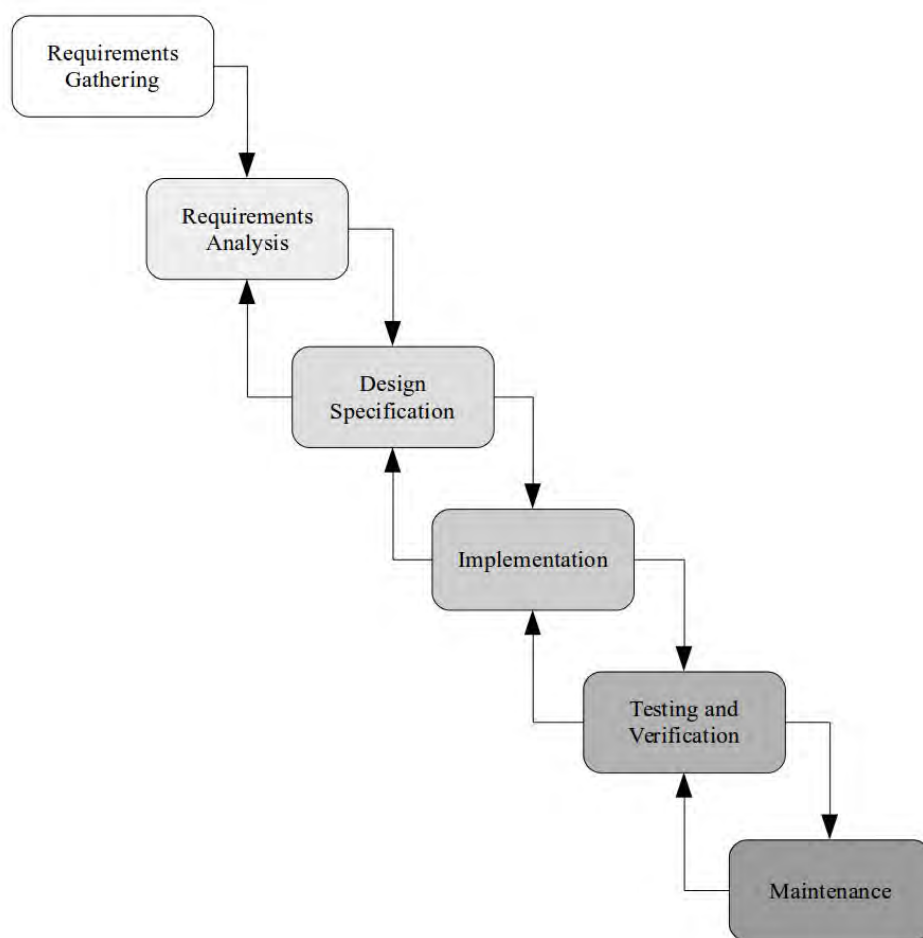 Requirements
Gathering
Requirements
Analysis
Design
Specification
Implementation
Testing and
Verification
Maintenance